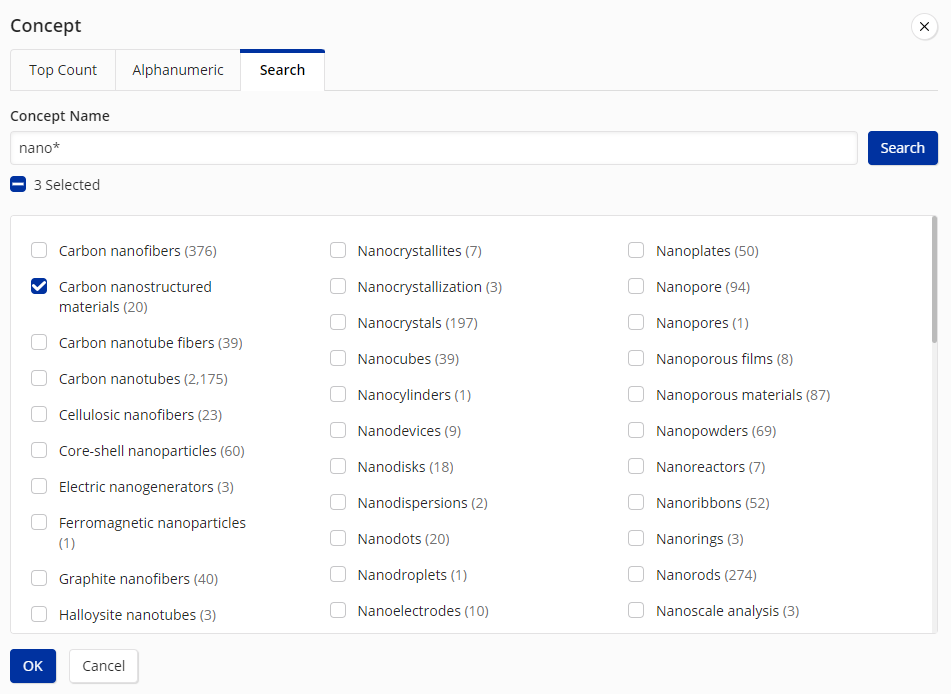 Concept
Top Count
Alphanumeric
Search
Concept Name
nano*
Search
3 Selected
Carbon nanofibers (376)
Carbon nanostructured
materials (20)
Carbon nanotube fibers (39)
Carbon nanotubes (2,175)
Cellulosic nanofibers (23)
Core-shell nanoparticles (60)
Electric nanogenerators (3)
Ferromagnetic nanoparticles
(1)
Graphite nanofibers (40)
Halloysite nanotubes (3)
Nanocrystallites (7)
Nanocrystallization (3)
Nanocrystals (197)
Nanocubes (39)
Nanocylinders (1)
Nanodevices (9)
Nanodisks (18)
Nanodispersions (2)
Nanodots (20)
Nanodroplets (1)
Nanoelectrodes (10)
Nanoplates (50)
Nanopore (94)
Nanopores (1)
Nanoporous films (8)
Nanoporous materials (87)
Nanopowders (69)
Nanoreactors (7)
Nanoribbons (52)
Nanorings (3)
Nanorods (274)
Nanoscale analysis (3)
OK
Cancel